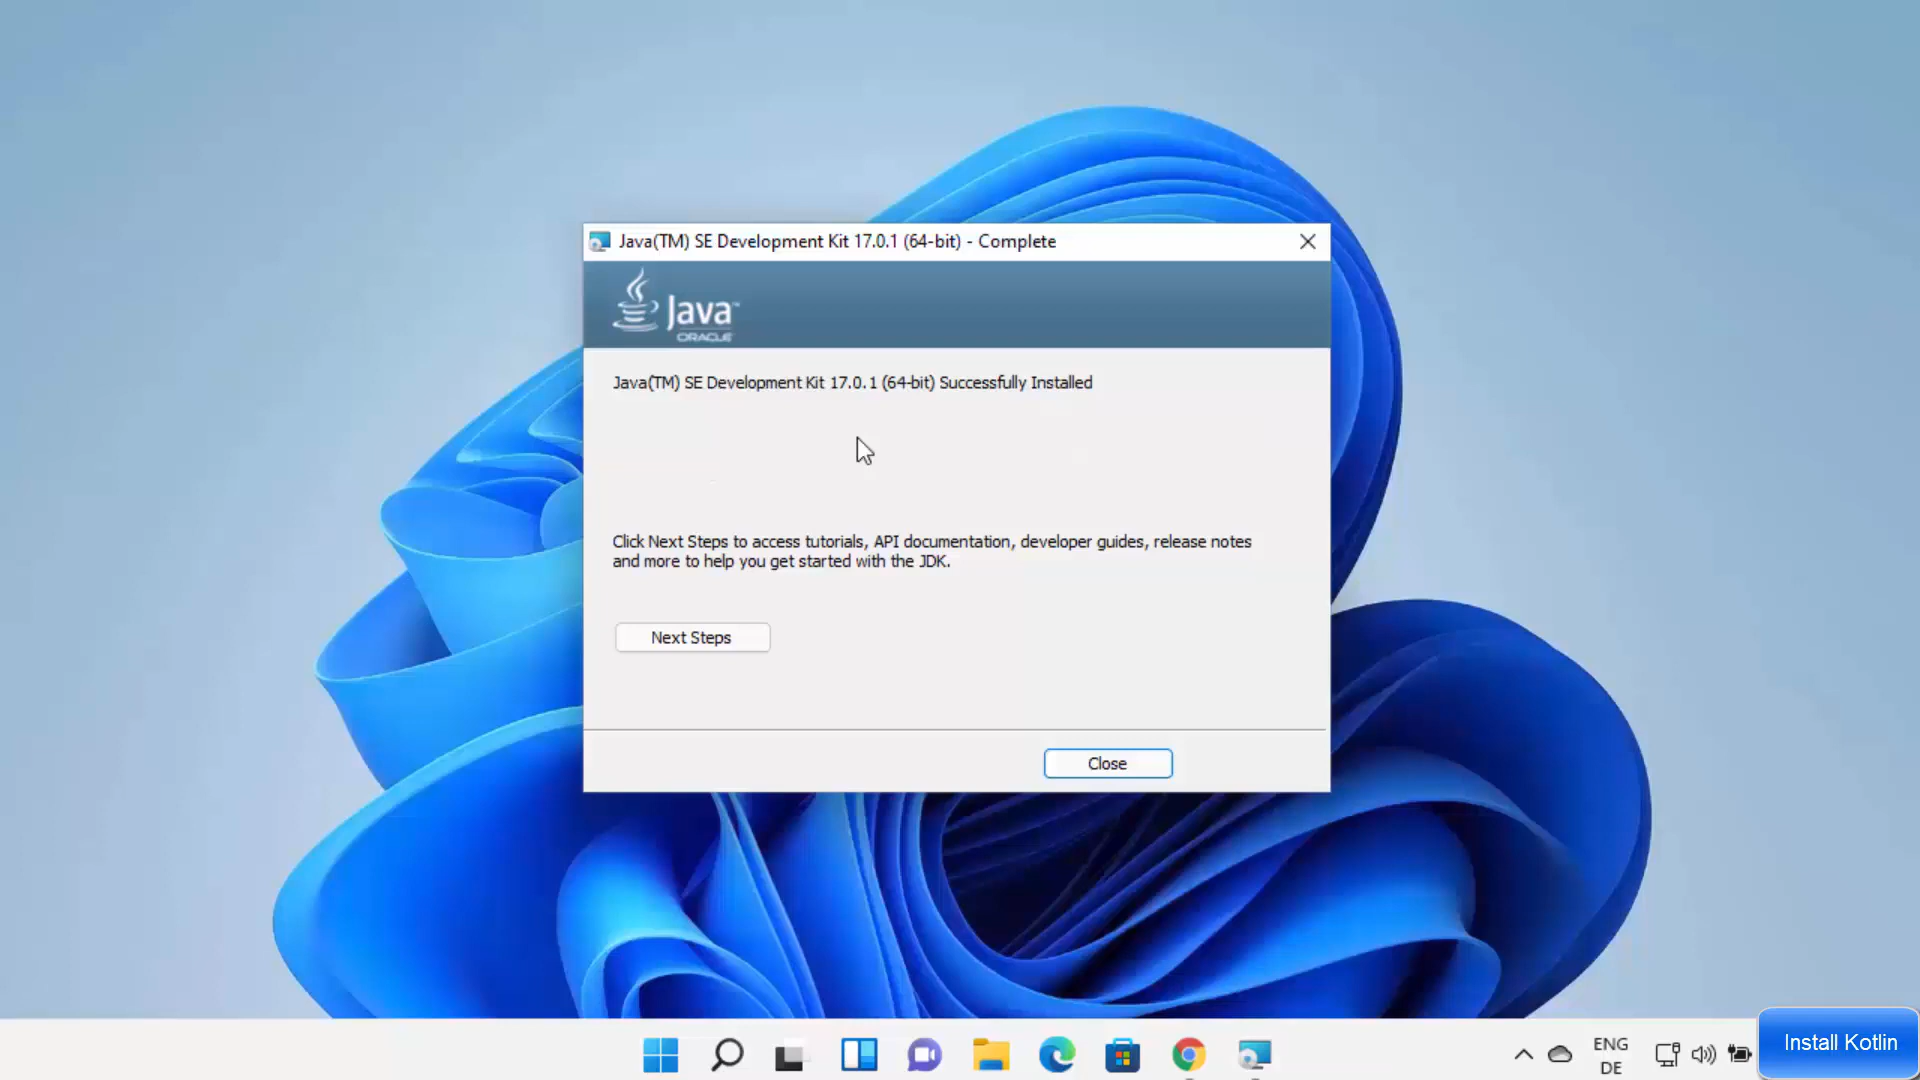 Java(TM) SE Development Kit 17.0.1 (64-bit) - Complete
Java™
ORACLE
Java(TM) SE Development Kit 17.0.1 (64-bit) Successfully Installed
Click Next Steps to access tutorials, API documentation, developer guides, release notes
and more to help you get started with the JDK.
Next Steps
Close
ENG
DE
Install Kotlin